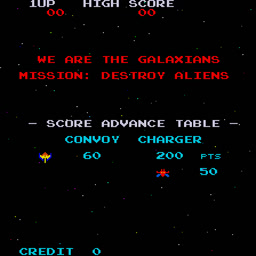 1UP HIGH SCORE
00 00
WE ARE THE GALAXIANS
MISSION: DESTROY ALIENS
- SCORE ADVANCE TABLE -
CONVOY CHARGER
60 200 PTS
50
CREDIT 0